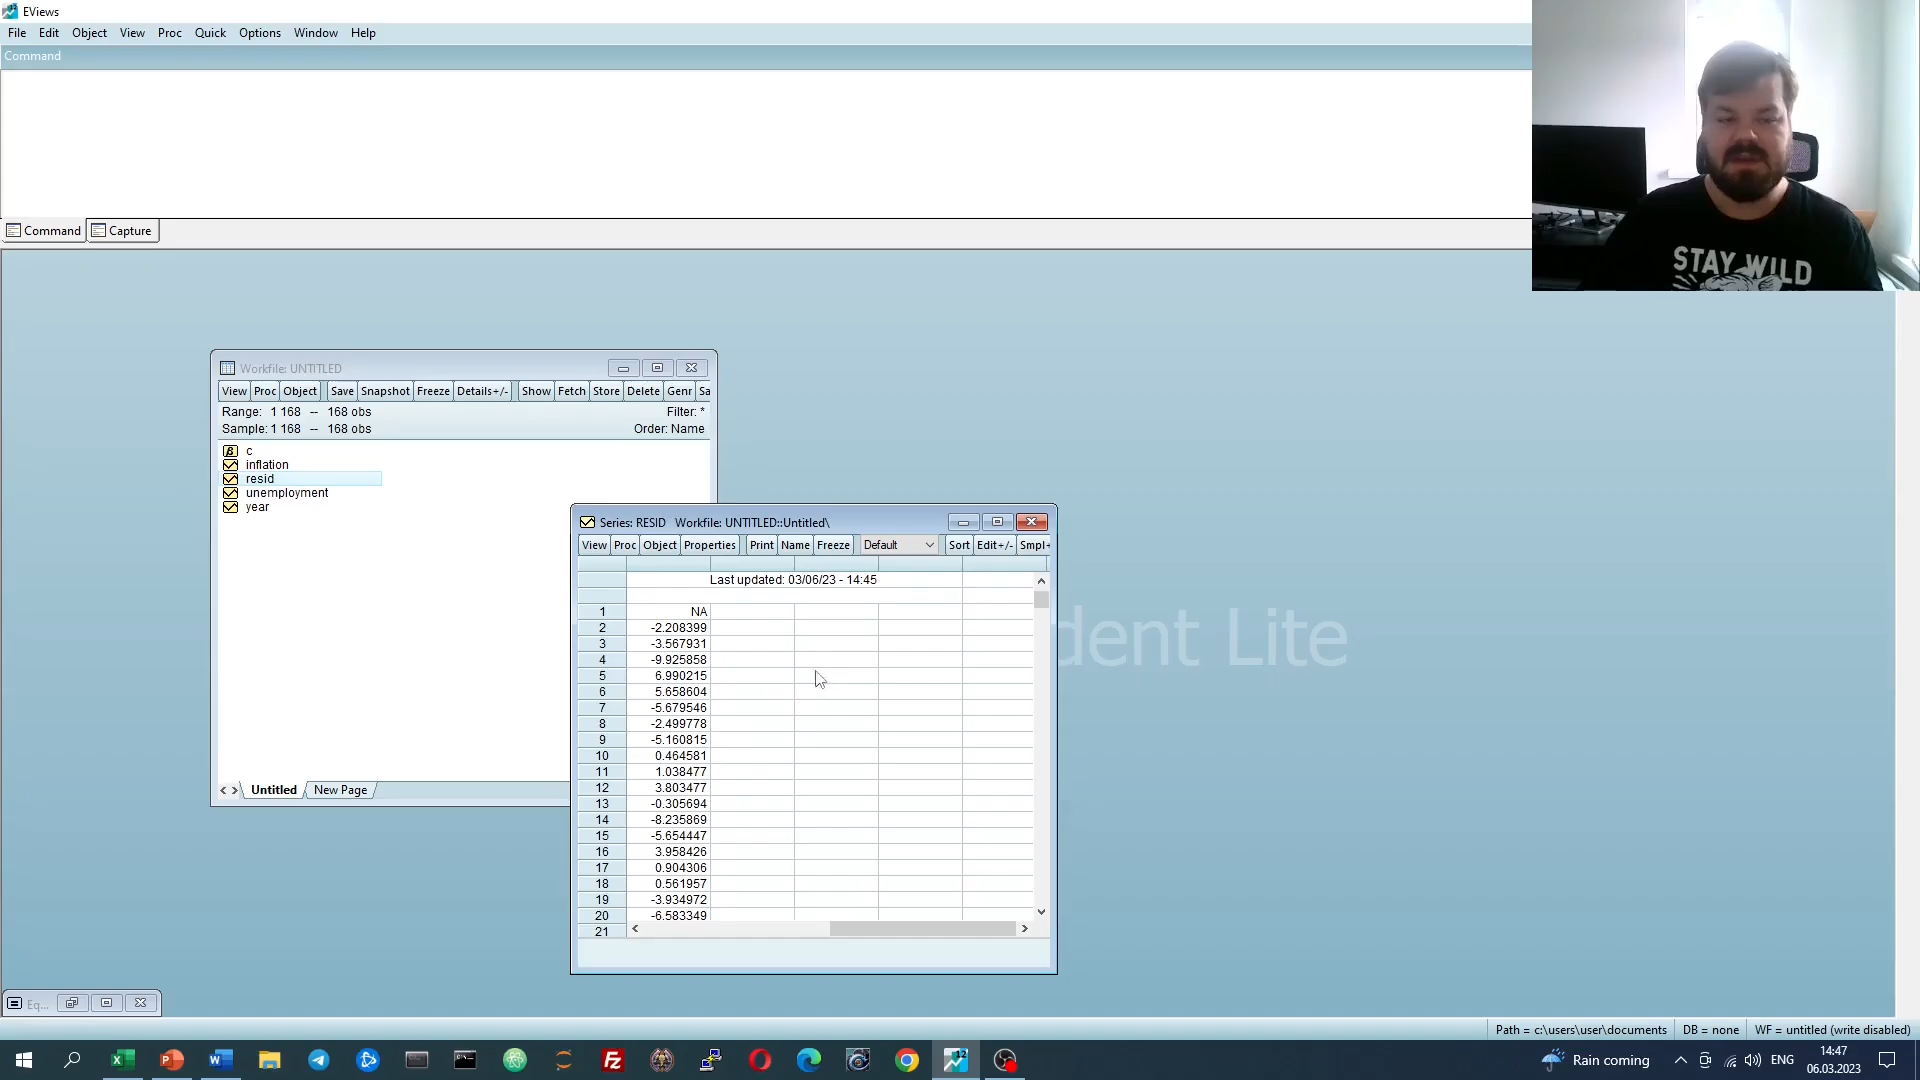 EViews
File Edit Object View Proc Quick Options Window Help
Command
Command Capture
STAY WILD
Workfile: UNTITLED
View Proc Object Save Snapshot Freeze Details+/- Show Fetch Store Delete Genr Sa
Range: 1 168 -- 168 obs Filter: *
Sample: 1 168 -- 168 obs Order: Name
β c
inflation
resid
unemployment
year
< > Untitled New Page
Series: RESID Workfile: UNTITLED::Untitled\
View Proc Object Properties Print Name Freeze Default Sort Edit+/- Smpl+
Last updated: 03/06/23 - 14:45
1 NA
2 -2.208399
3 -3.567931
4 -9.925858
5 6.990215
6 5.658604
7 -5.679546
8 -2.499778
9 -5.160815
10 0.464581
11 1.038477
12 3.803477
13 -0.305694
14 -8.235869
15 -5.654447
16 3.958426
17 0.904306
18 0.561957
19 -3.934972
20 -6.583349
21
dent Lite
Eq...
Path = c:\users\user\documents DB = none WF = untitled (write disabled)
Rain coming ENG 14:47
06.03.2023